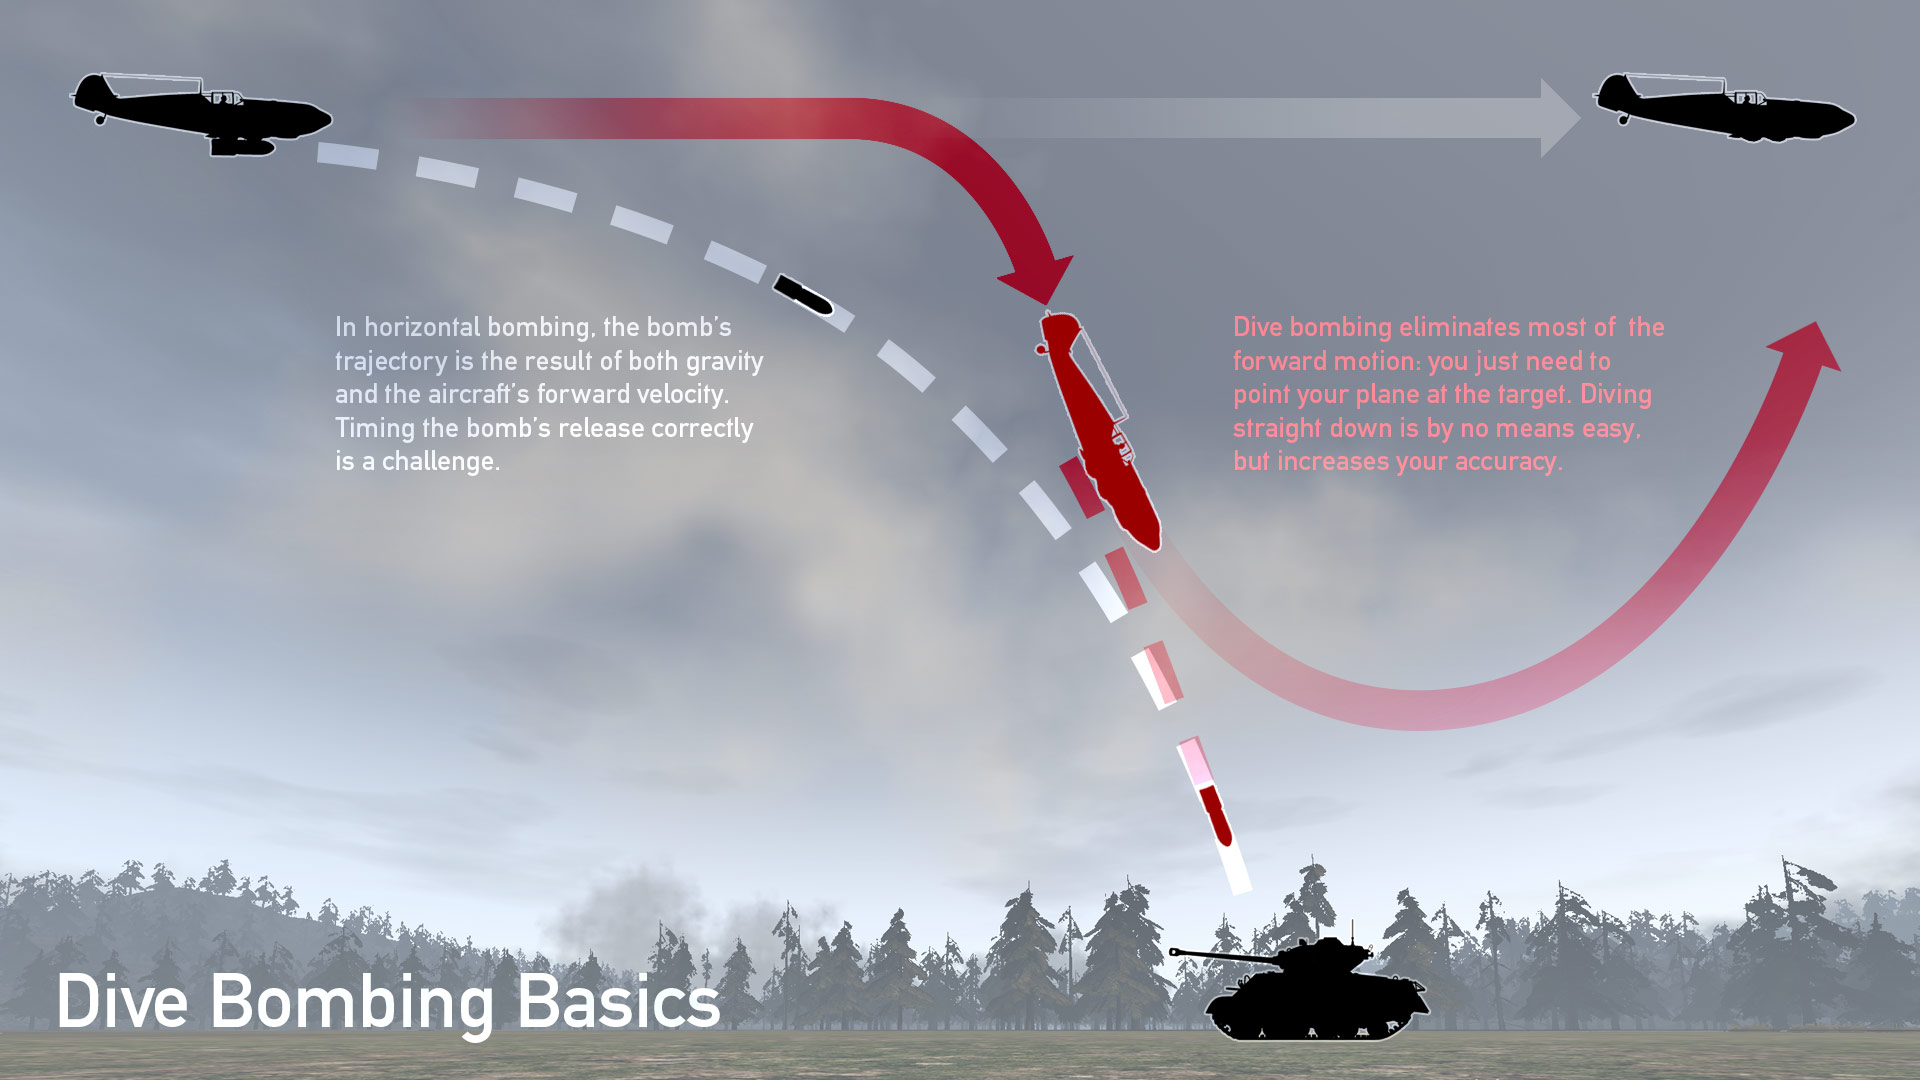 In horizontal bombing, the bomb's
trajectory is the result of both gravity
and the aircraft's forward velocity.
Timing the bomb's release correctly
is a challenge.
Dive bombing eliminates most of the
forward motion: you just need to
point your plane at the target. Diving
straight down is by no means easy,
but increases your accuracy.
Dive Bombing Basics